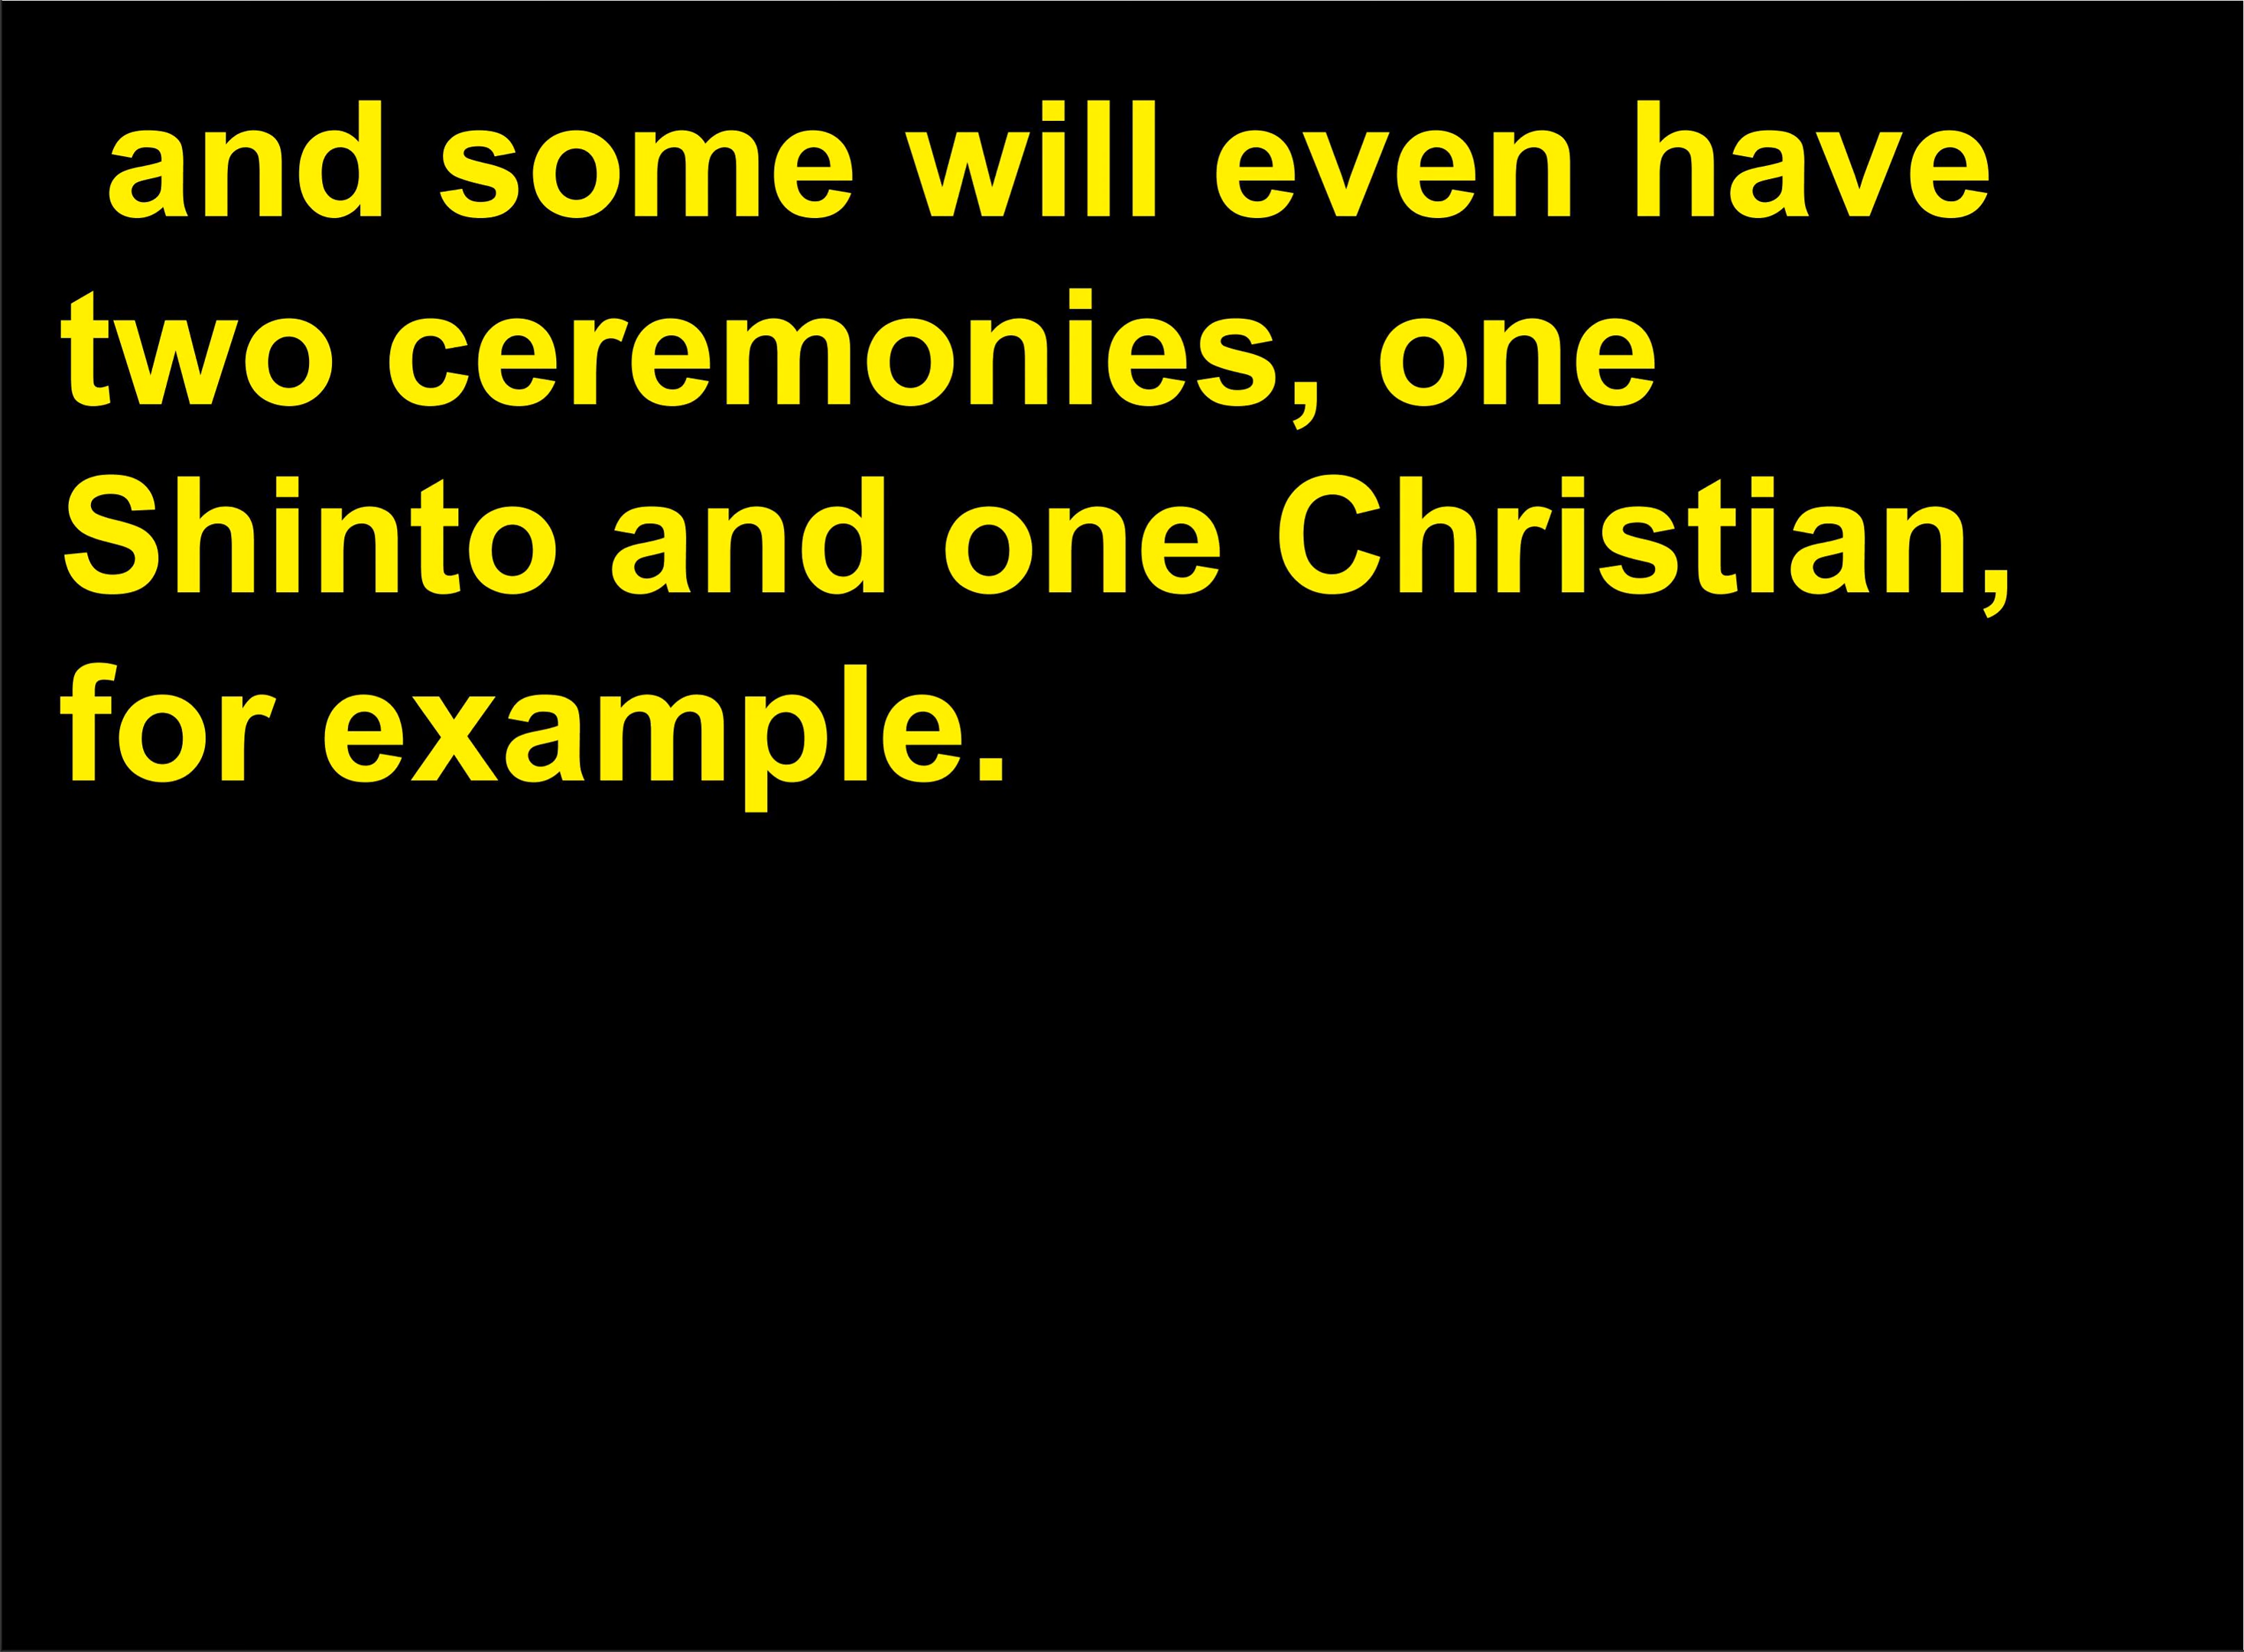 and some will even have
two ceremonies, one
Shinto and one Christian,
for example.